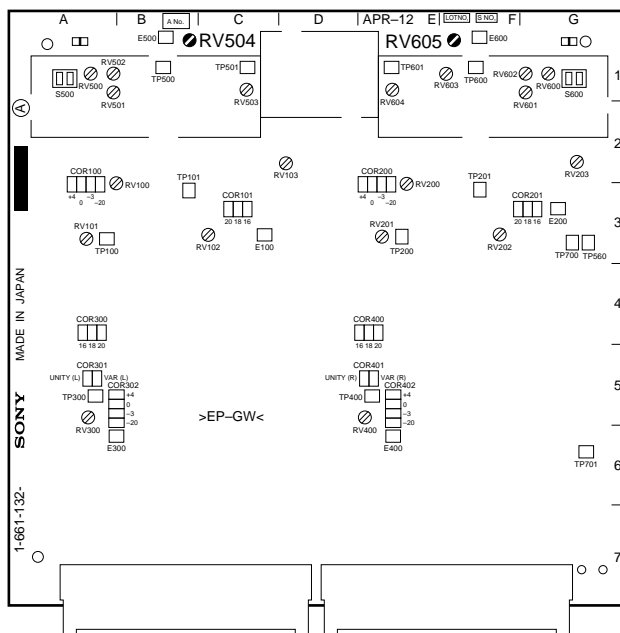 A B A No. C D APR–12 E LOTNO. S NO. F G
E500 RV504 RV605 E600
RV502 TP500 TP501 TP601 TP600 RV602
S500 RV500 RV501 RV503 RV604 RV603 RV601 RV600 S600
1
A
2
COR100 RV100 TP101 RV103 COR200 RV200 TP201 RV203
+4 –3 +4 –3
0 –20 0 –20
COR101 COR201 E200
20 18 16 20 18 16
3
RV101 TP100 RV102 E100 RV201 TP200 RV202 TP700 TP560
MADE IN JAPAN
4
COR300 COR400
16 18 20 16 18 20
COR301 COR401
UNITY (L) VAR (L) UNITY (R) VAR (R)
5
COR302 COR402
TP300 +4 TP400 +4
0 0
RV300 –3 RV400 –3
–20 –20
E300 E400
>EP–GW<
SONY
6
TP701
1-661-132-
7